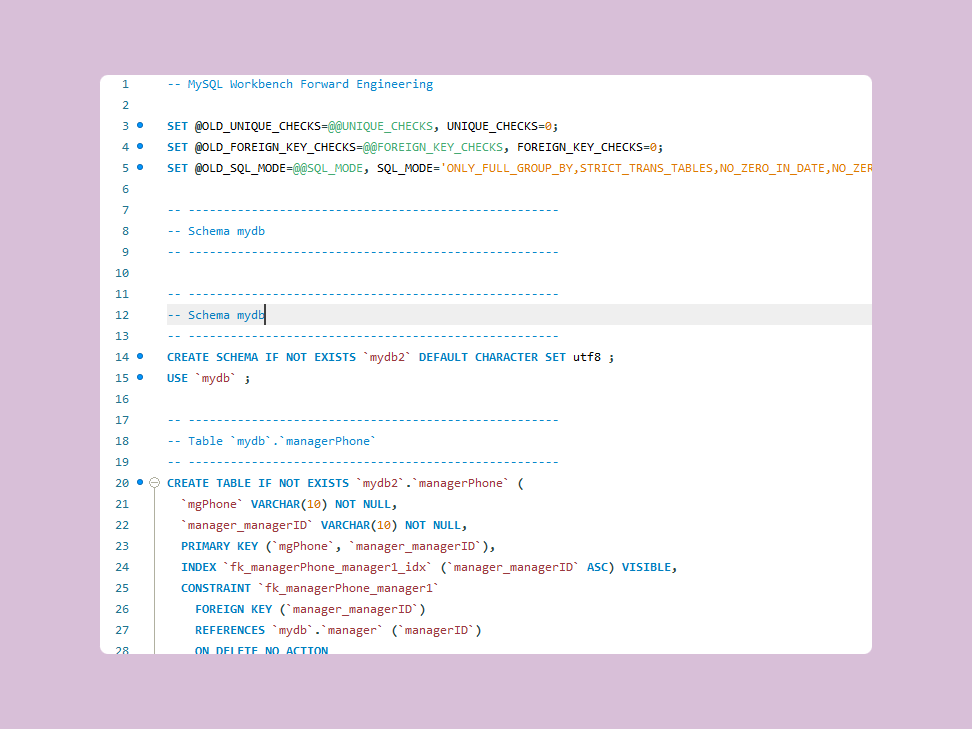 1 -- MySQL Workbench Forward Engineering
2
3 SET @OLD_UNIQUE_CHECKS=@@UNIQUE_CHECKS, UNIQUE_CHECKS=0;
4 SET @OLD_FOREIGN_KEY_CHECKS=@@FOREIGN_KEY_CHECKS, FOREIGN_KEY_CHECKS=0;
5 SET @OLD_SQL_MODE=@@SQL_MODE, SQL_MODE='ONLY_FULL_GROUP_BY,STRICT_TRANS_TABLES,NO_ZERO_IN_DATE,NO_ZER
6
7 -- -----------------------------------------------------
8 -- Schema mydb
9 -- -----------------------------------------------------
10
11 -- -----------------------------------------------------
12 -- Schema mydb
13 -- -----------------------------------------------------
14 CREATE SCHEMA IF NOT EXISTS `mydb2` DEFAULT CHARACTER SET utf8 ;
15 USE `mydb` ;
16
17 -- -----------------------------------------------------
18 -- Table `mydb`.`managerPhone`
19 -- -----------------------------------------------------
20 CREATE TABLE IF NOT EXISTS `mydb2`.`managerPhone` (
21 `mgPhone` VARCHAR(10) NOT NULL,
22 `manager_managerID` VARCHAR(10) NOT NULL,
23 PRIMARY KEY (`mgPhone`, `manager_managerID`),
24 INDEX `fk_managerPhone_manager1_idx` (`manager_managerID` ASC) VISIBLE,
25 CONSTRAINT `fk_managerPhone_manager1`
26 FOREIGN KEY (`manager_managerID`)
27 REFERENCES `mydb`.`manager` (`managerID`)
28 ON DELETE NO ACTION